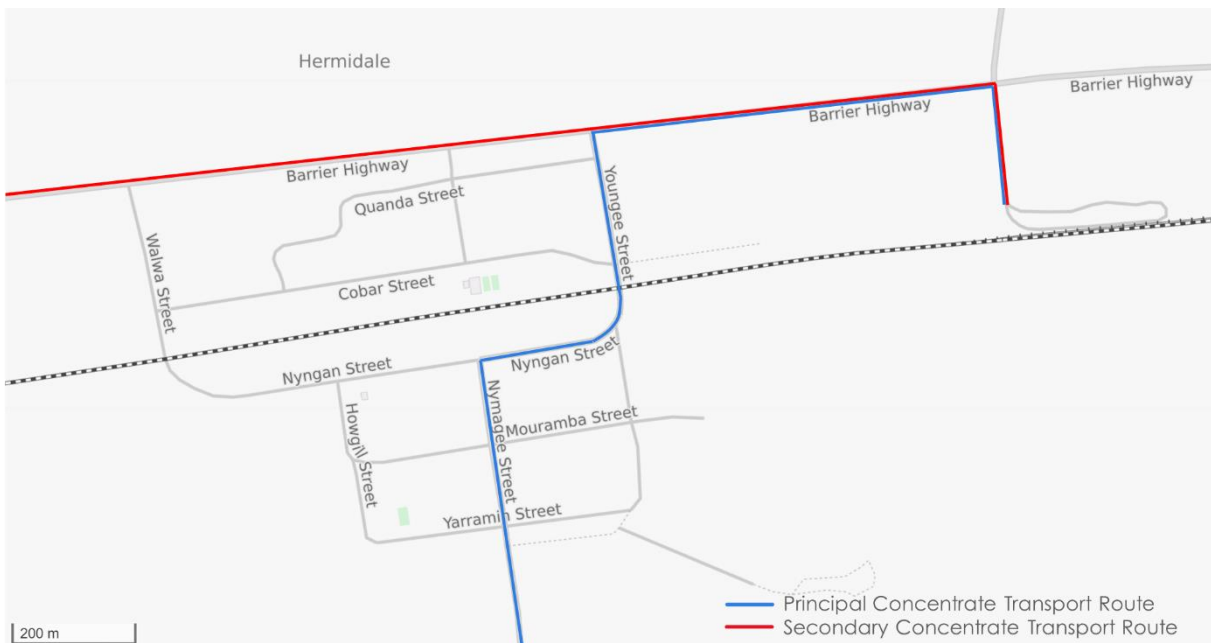 Hermidale
Barrier Highway
Barrier Highway
Barrier Highway
Quanda Street
Youngee Street
Walwa Street
Cobar Street
Nyngan Street
Nyngan Street
Nymagee Street
Howgill Street
Mouramba Street
Yarramin Street
Principal Concentrate Transport Route
Secondary Concentrate Transport Route
200 m